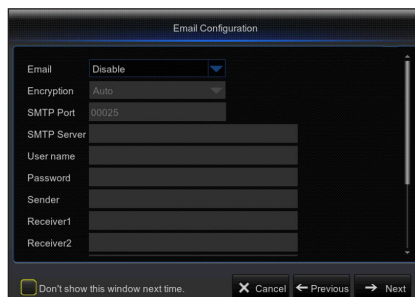 Email Configuration
Email Disable
Encryption Auto
SMTP Port 00025
SMTP Server
User name
Password
Sender
Receiver1
Receiver2
Don't show this window next time. Cancel Previous Next